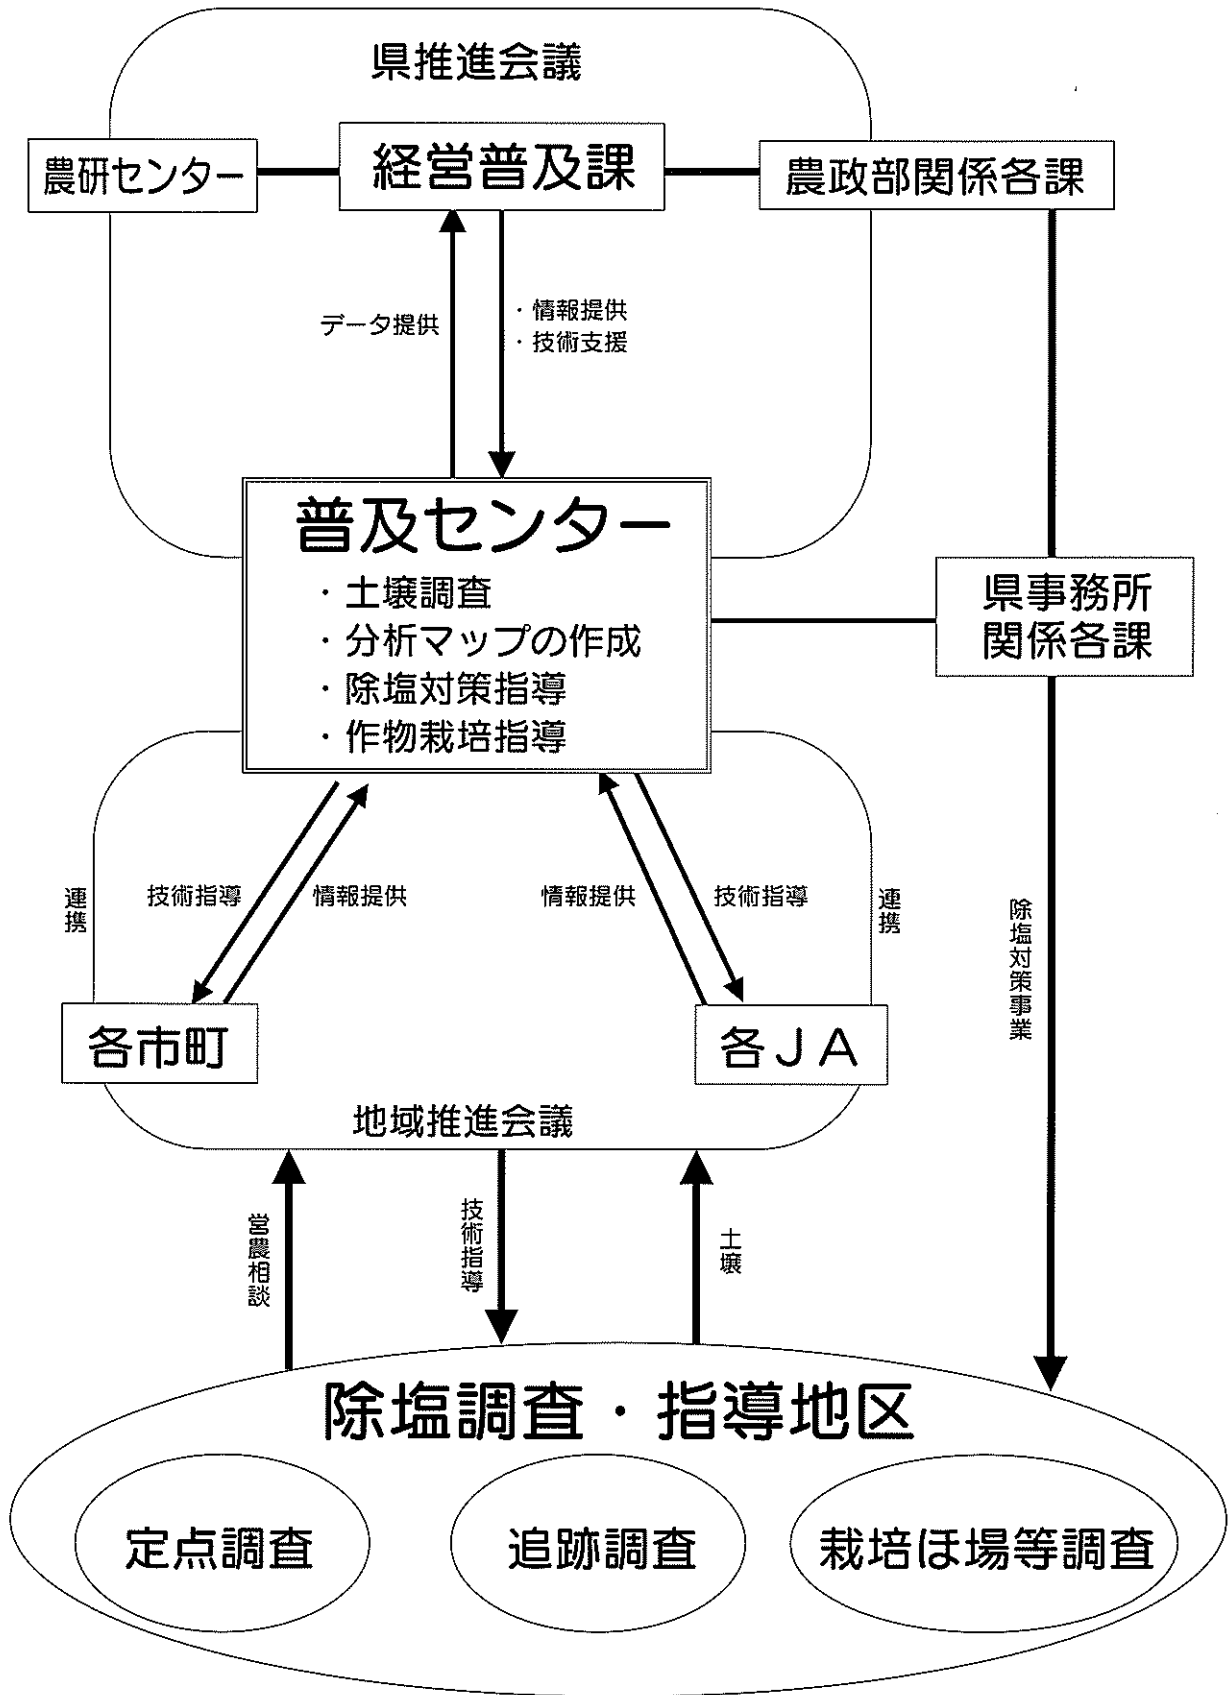 県推進会議
農研センター
経営普及課
農政部関係各課
データ提供
・情報提供
・技術支援
普及センター
・土壌調査
・分析マップの作成
・除塩対策指導
・作物栽培指導
県事務所
関係各課
連携
技術指導
情報提供
情報提供
技術指導
連携
除塩対策事業
各市町
各JA
地域推進会議
営農相談
技術指導
土壌
除塩調査・指導地区
定点調査
追跡調査
栽培ほ場等調査